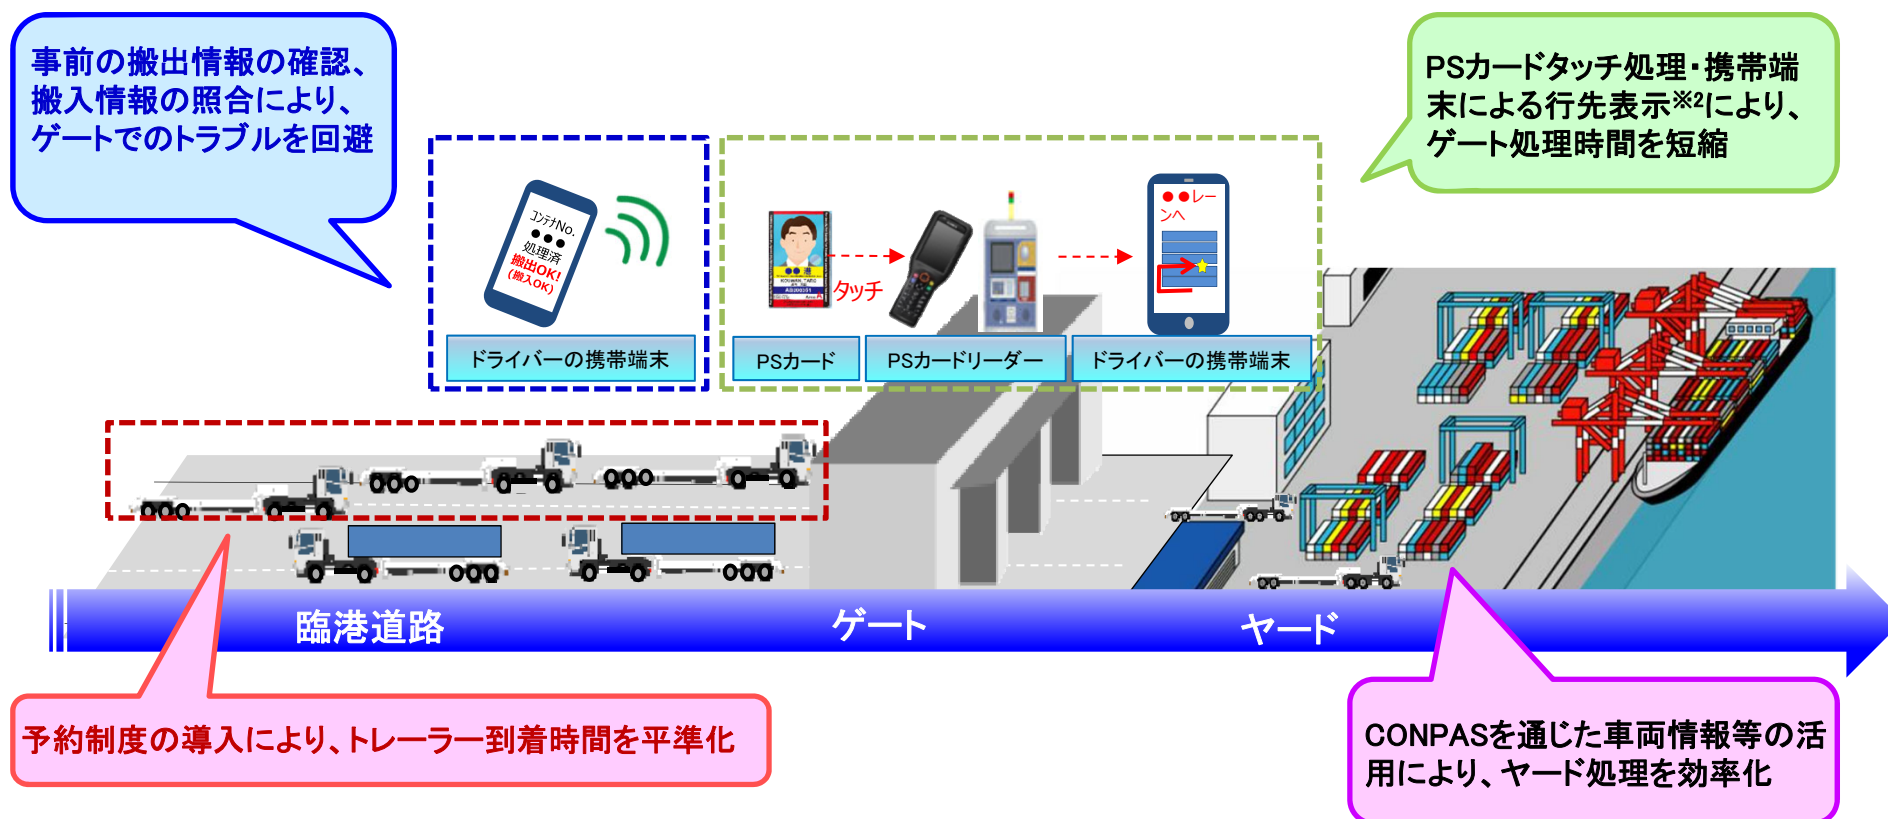 事前の搬出情報の確認、
搬入情報の照合により、
ゲートでのトラブルを回避
PSカードタッチ処理・携帯端
末による行先表示※2により、
ゲート処理時間を短縮
コンテナNo.
●●●
処理済
搬出OK!
(搬入OK)
ドライバーの携帯端末
●● 港
タッチ
PSカード
PSカードリーダー
●●レー
ンへ
ドライバーの携帯端末
臨港道路
ゲート
ヤード
予約制度の導入により、トレーラー到着時間を平準化
CONPASを通じた車両情報等の活
用により、ヤード処理を効率化